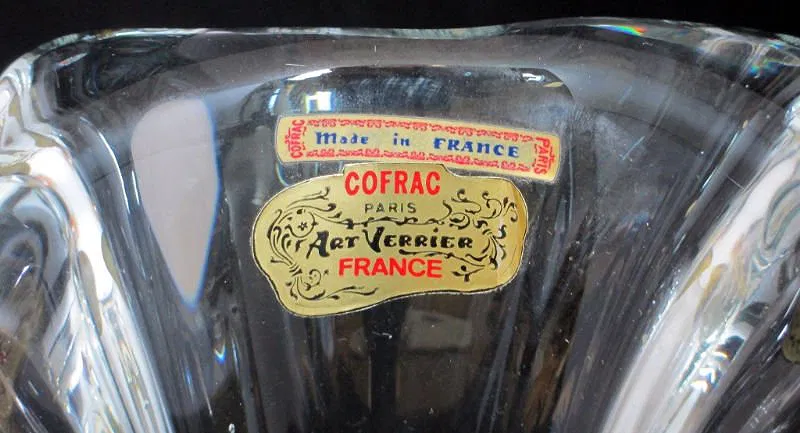 COFRAC Made in FRANCE PARIS
COFRAC
PARIS
ART VERRIER
FRANCE